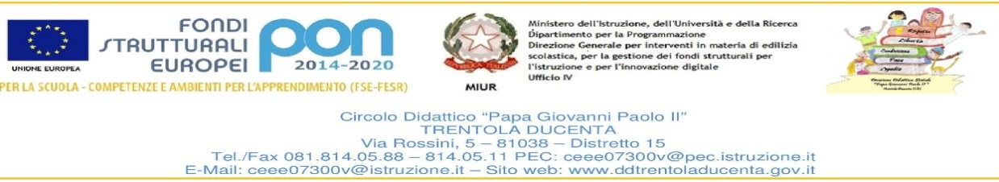 UNIONE EUROPEA
FONDI
STRUTTURALI
EUROPEI
pon
2014-2020
PER LA SCUOLA - COMPETENZE E AMBIENTI PER L'APPRENDIMENTO (FSE-FESR)
MIUR
Ministero dell'Istruzione, dell'Università e della Ricerca
Dipartimento per la Programmazione
Direzione Generale per interventi in materia di edilizia
scolastica, per la gestione dei fondi strutturali per
l'istruzione e per l'innovazione digitale
Ufficio IV
Rispetto
Libertà
Condivisione
Pace
Legalità
Direzione Didattica Statale
"Papa Giovanni Paolo II"
Trentola Ducenta (CE)
Circolo Didattico “Papa Giovanni Paolo II”
TRENTOLA DUCENTA
Via Rossini, 5 – 81038 – Distretto 15
Tel./Fax 081.814.05.88 – 814.05.11 PEC: ceee07300v@pec.istruzione.it
E-Mail: ceee07300v@istruzione.it – Sito web: www.ddtrentoladucenta.gov.it